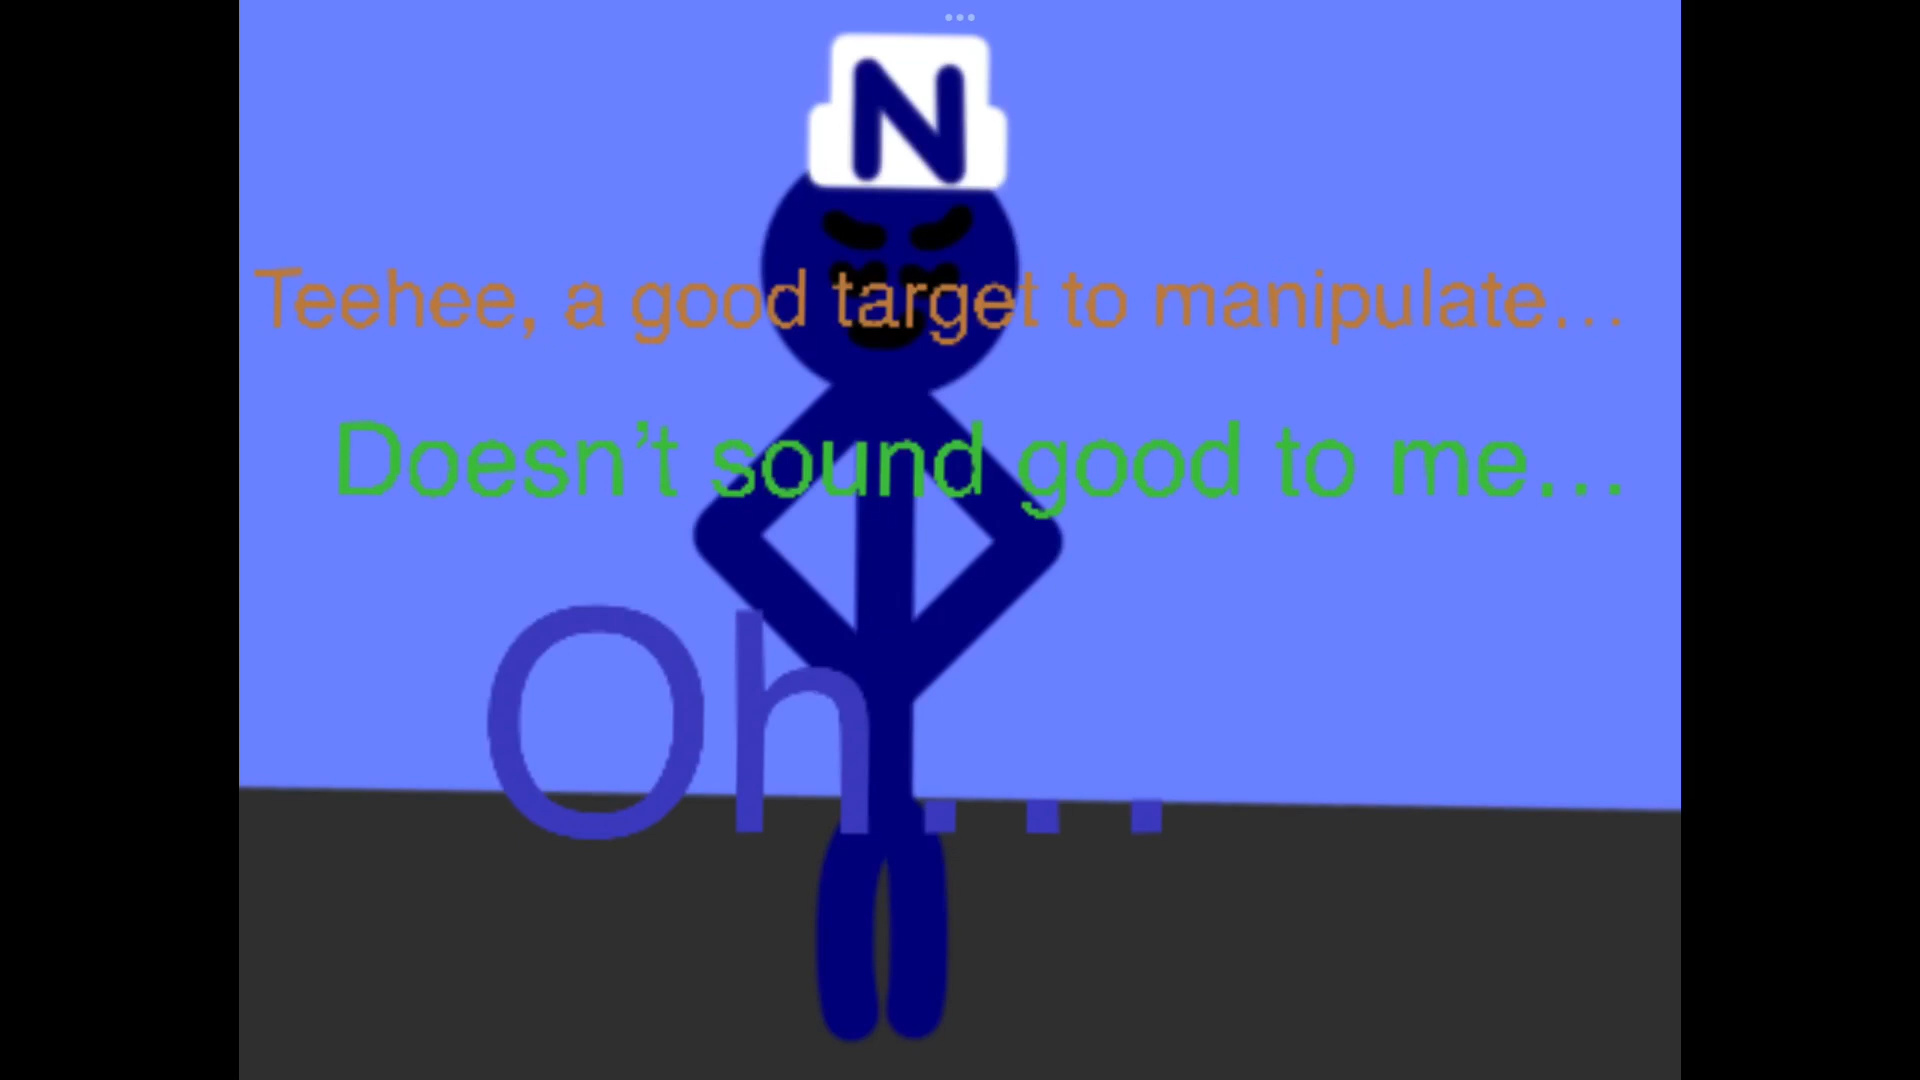 N
Teehee, a good target to manipulate...
Doesn’t sound good to me...
Oh...